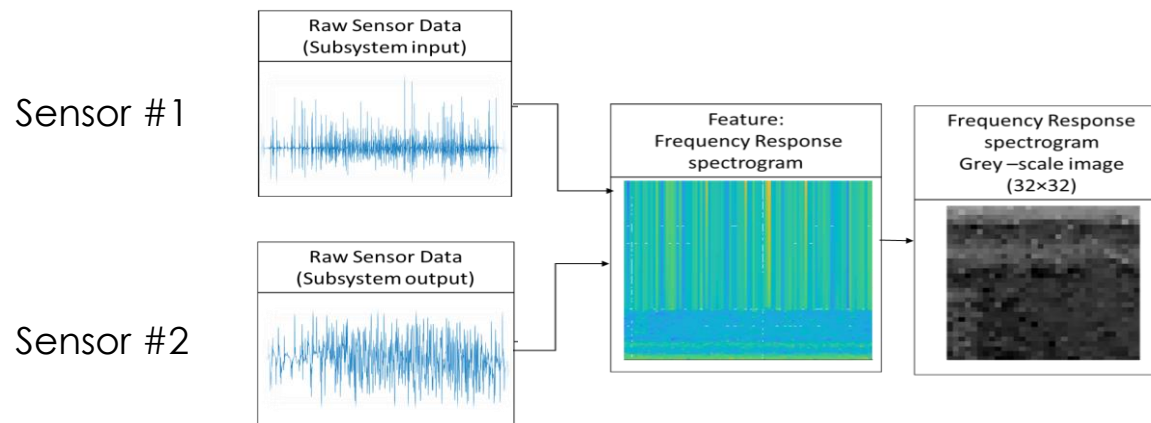 Sensor #1
Raw Sensor Data
(Subsystem input)
Sensor #2
Raw Sensor Data
(Subsystem output)
Feature:
Frequency Response
spectrogram
Frequency Response
spectrogram
Grey –scale image
(32×32)